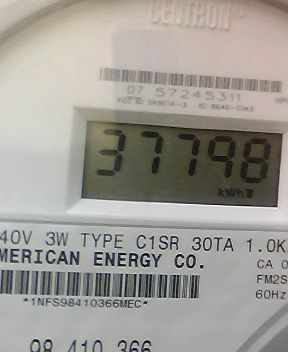 CENTRON®
07 57245311
37798
kWh
40V 3W TYPE C1SR 30TA 1.0K
MERICAN ENERGY CO. CA 0
FM2S
60Hz
*1NFS98410366MEC*
98 410 366